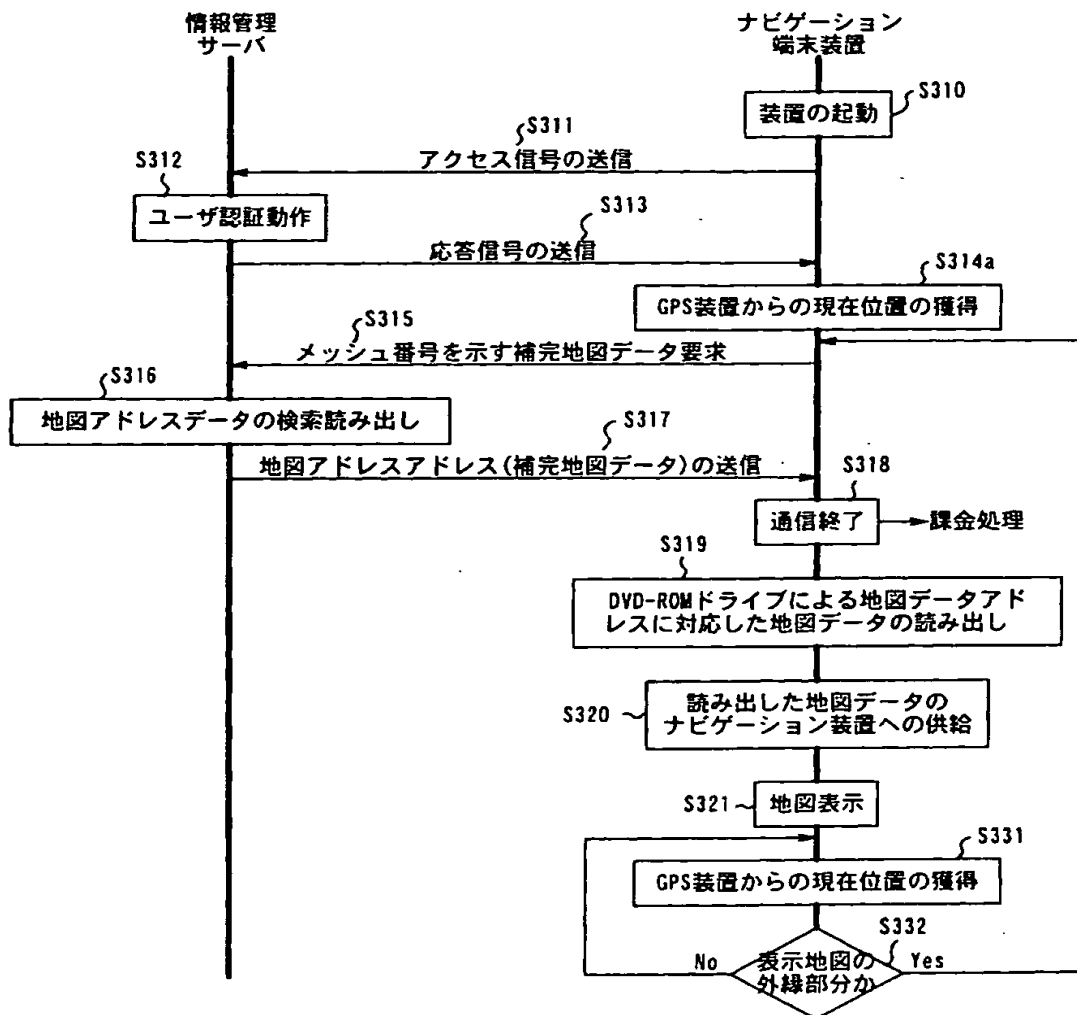 情報管理
サーバ
ナビゲーション
端末装置
S310
装置の起動
S311
アクセス信号の送信
S312
ユーザ認証動作
S313
応答信号の送信
S314a
GPS装置からの現在位置の獲得
S315
メッシュ番号を示す補完地図データ要求
S316
地図アドレスデータの検索読み出し
S317
地図アドレスアドレス(補完地図データ)の送信
S318
通信終了
課金処理
S319
DVD-ROMドライブによる地図データアド
レスに対応した地図データの読み出し
S320
読み出した地図データの
ナビゲーション装置への供給
S321
地図表示
S331
GPS装置からの現在位置の獲得
S332
No
表示地図の
外縁部分か
Yes